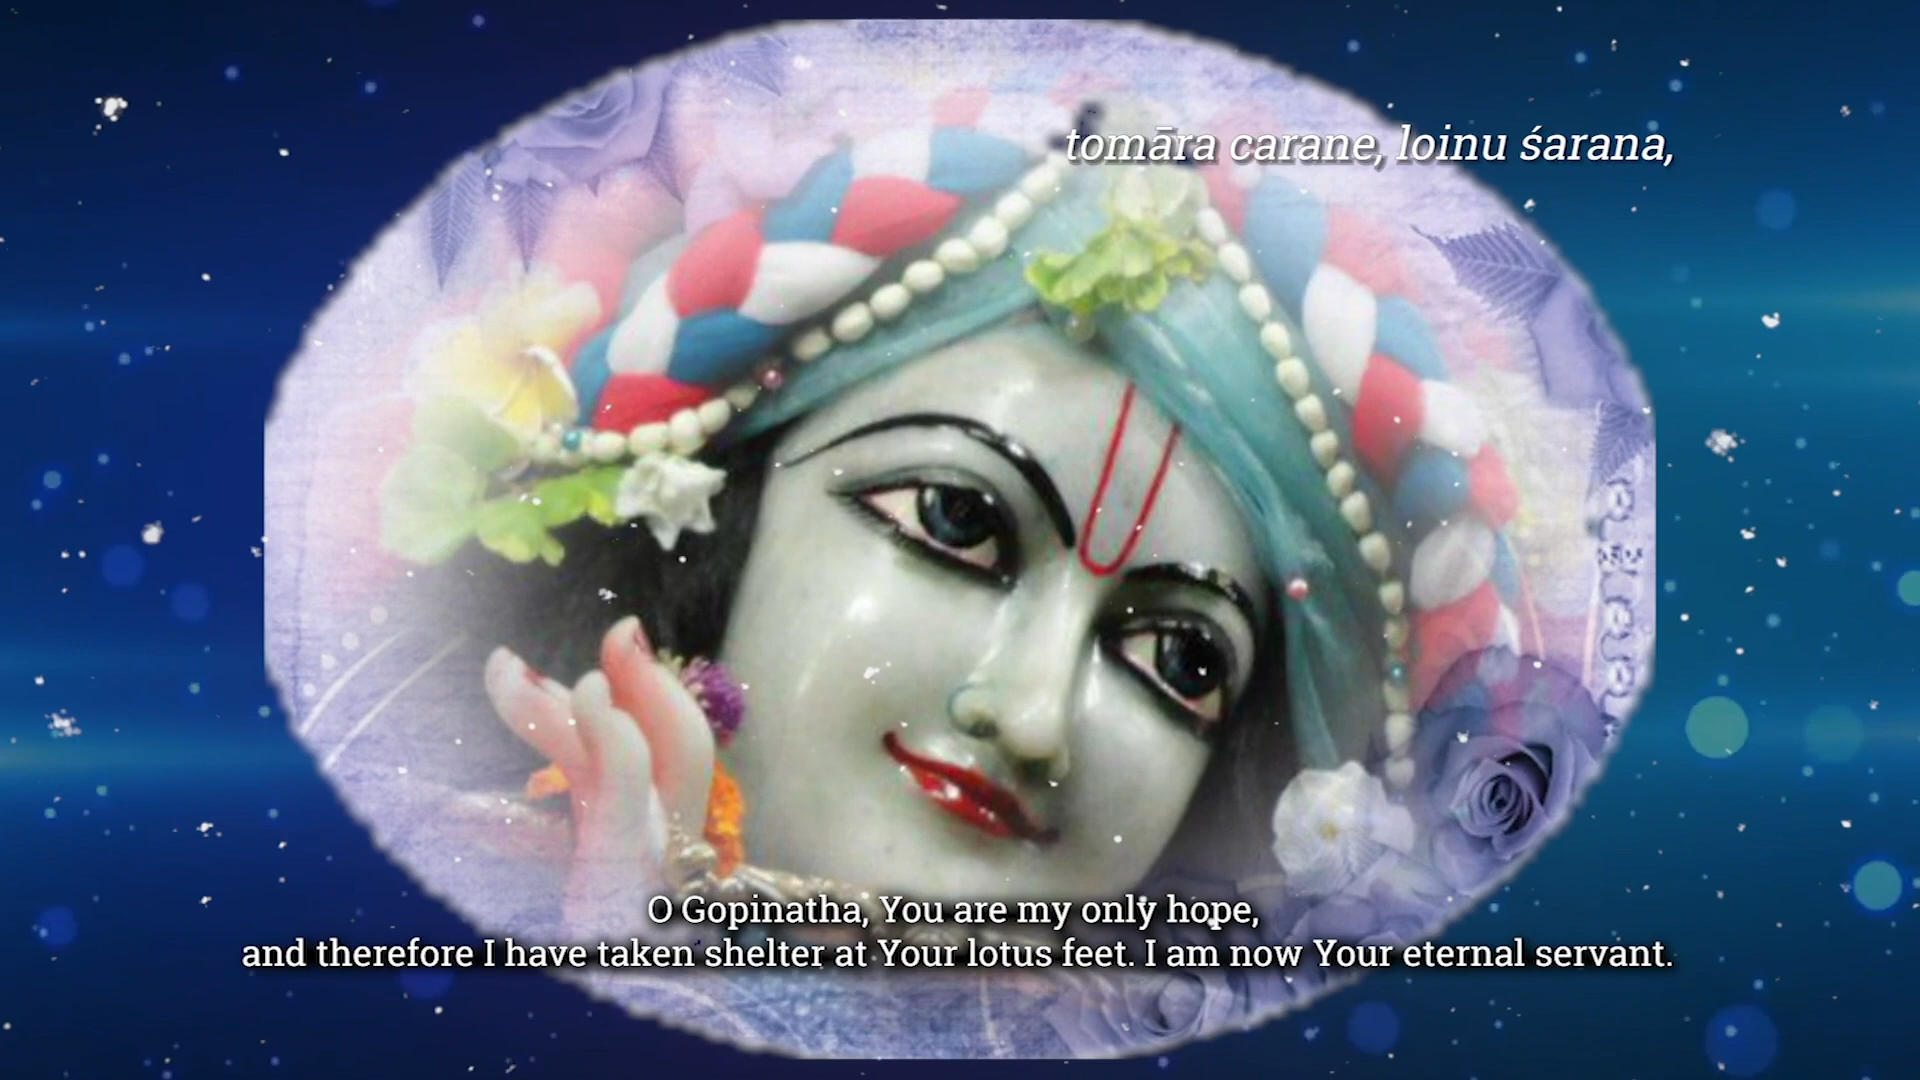 tomāra carane, loinu śarana,
O Gopinatha, You are my only hope,
and therefore I have taken shelter at Your lotus feet. I am now Your eternal servant.